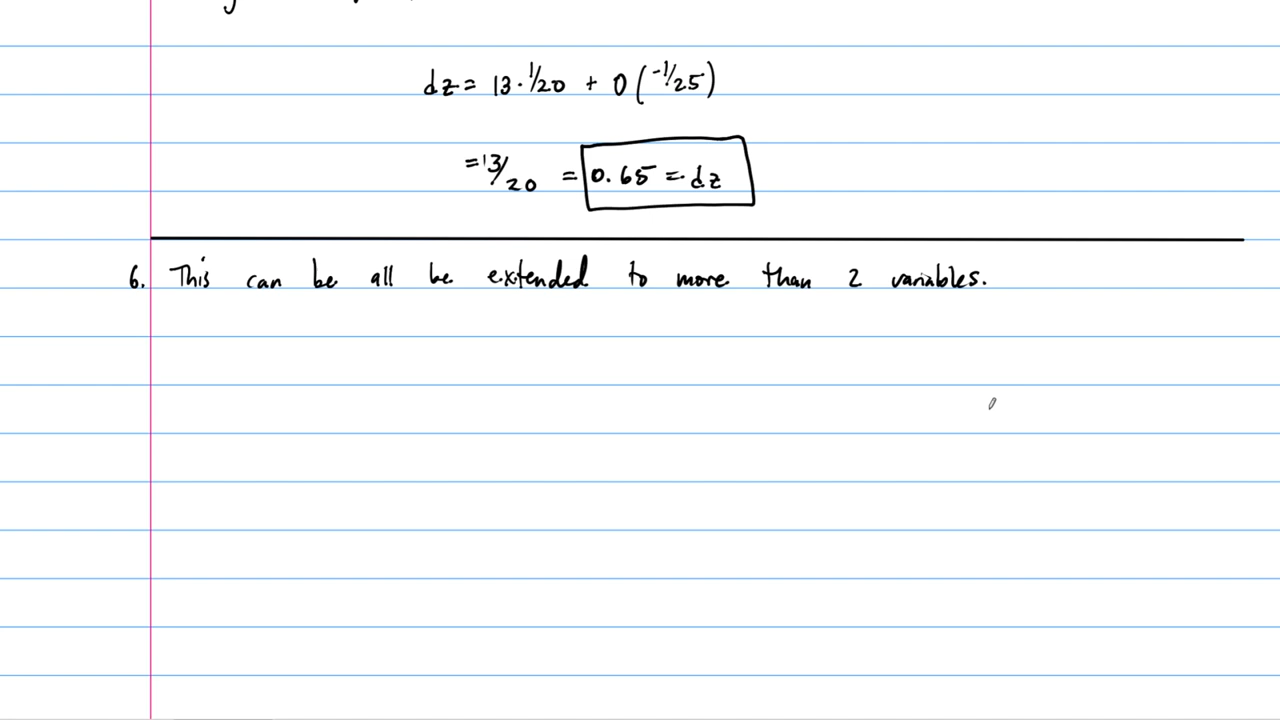 dz = 13 · 1/20 + 0 (-1/25)
= 13/20 = 0.65 = dz
6. This can be all be extended to more than 2 variables.